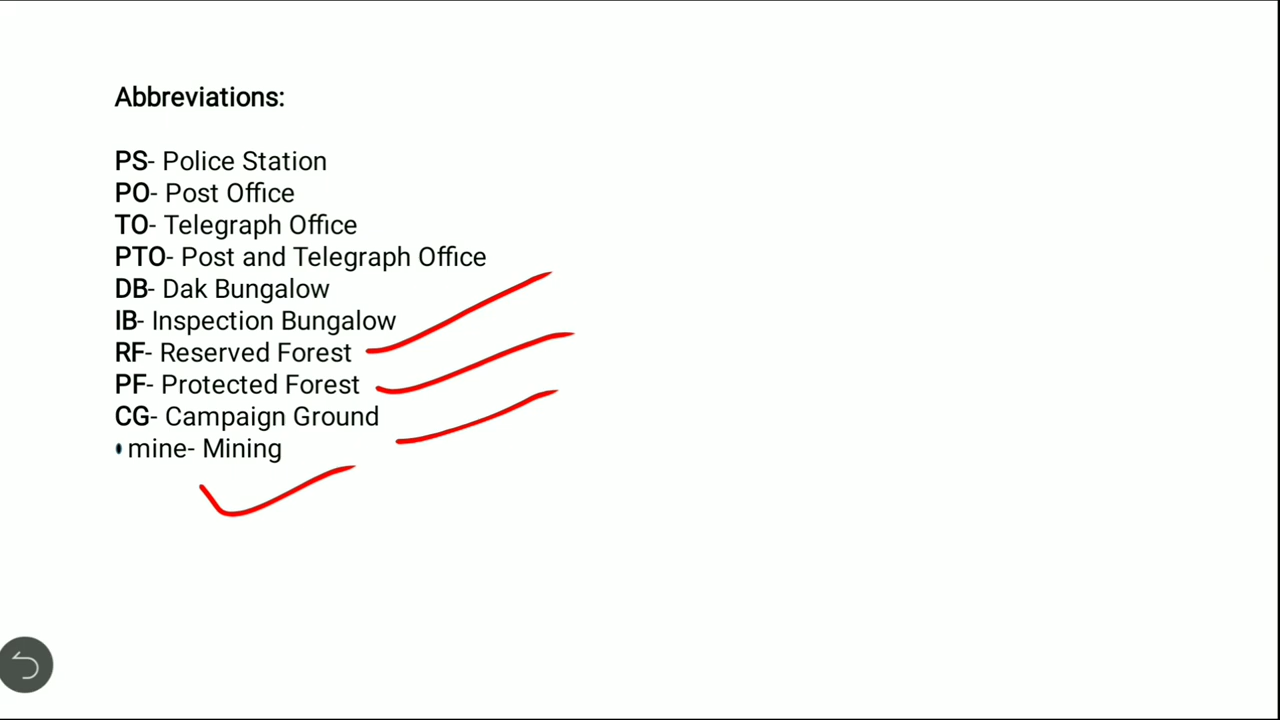 Abbreviations:
PS- Police Station
PO- Post Office
TO- Telegraph Office
PTO- Post and Telegraph Office
DB- Dak Bungalow
IB- Inspection Bungalow
RF- Reserved Forest
PF- Protected Forest
CG- Campaign Ground
• mine- Mining